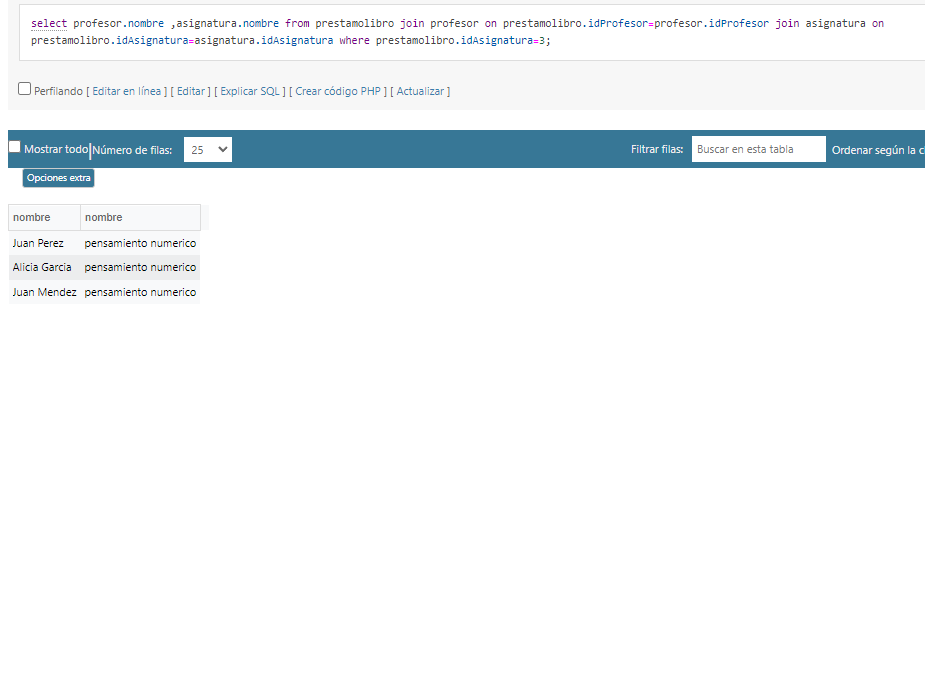 select profesor.nombre ,asignatura.nombre from prestamolibro join profesor on prestamolibro.idProfesor=profesor.idProfesor join asignatura on
prestamolibro.idAsignatura=asignatura.idAsignatura where prestamolibro.idAsignatura=3;
Perfilando [ Editar en línea ] [ Editar ] [ Explicar SQL ] [ Crear código PHP ] [ Actualizar ]
Mostrar todo Número de filas: 25 Filtrar filas: Buscar en esta tabla Ordenar según la c
Opciones extra
nombre nombre
Juan Perez pensamiento numerico
Alicia Garcia pensamiento numerico
Juan Mendez pensamiento numerico